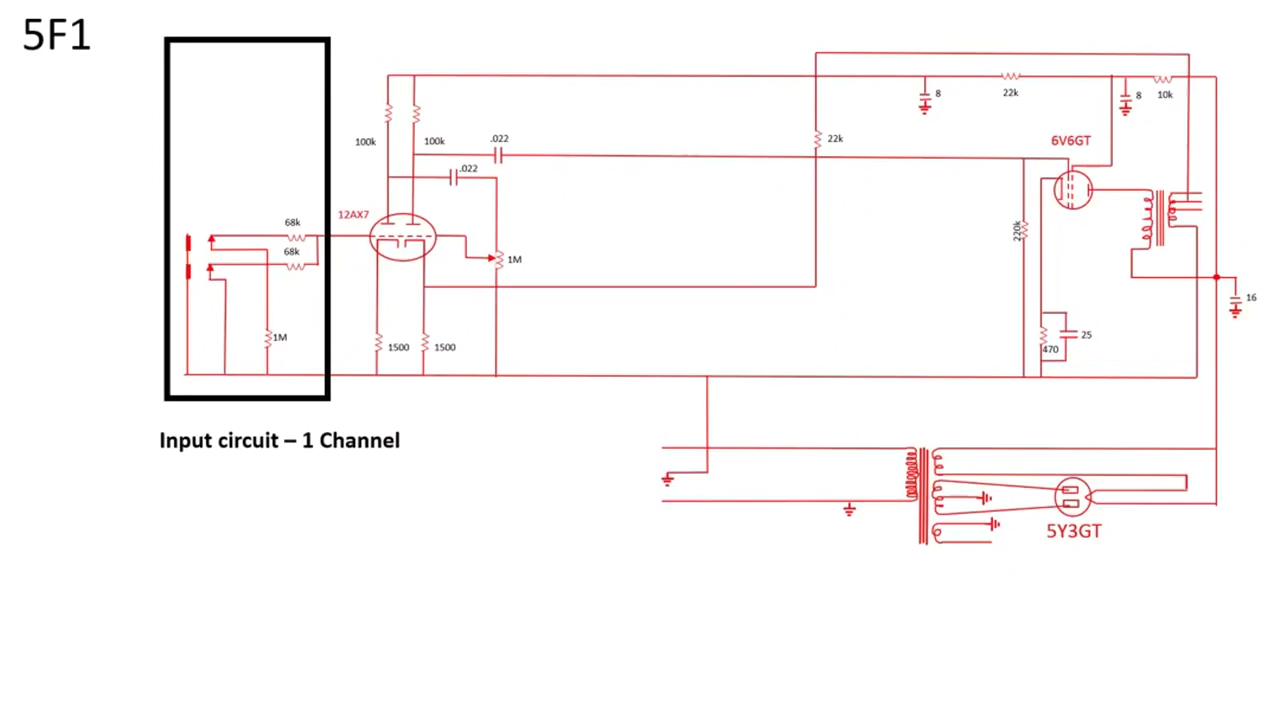 5F1
8
22k
8
10k
100k
100k
.022
22k
6V6GT
.022
12AX7
68k
68k
220k
1M
16
1M
1500
1500
470
25
Input circuit – 1 Channel
5Y3GT